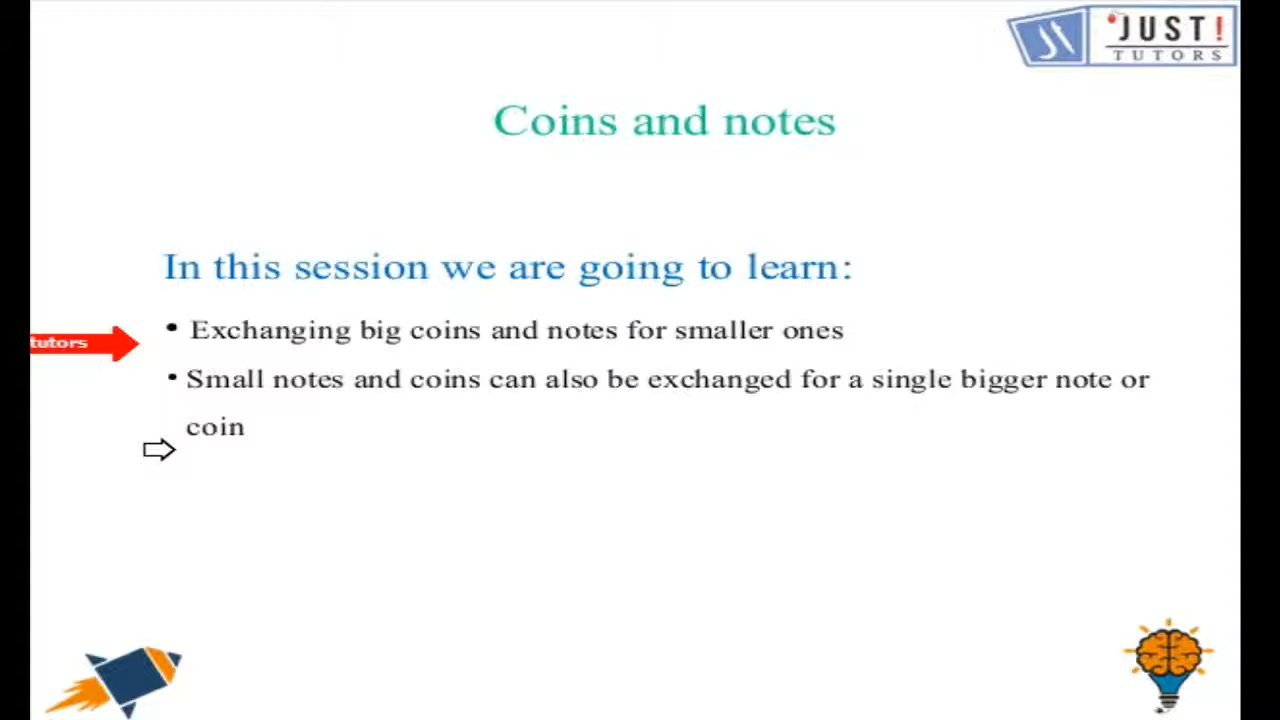 JUST!
TUTORS
Coins and notes
In this session we are going to learn:
• Exchanging big coins and notes for smaller ones
tutors
• Small notes and coins can also be exchanged for a single bigger note or
coin